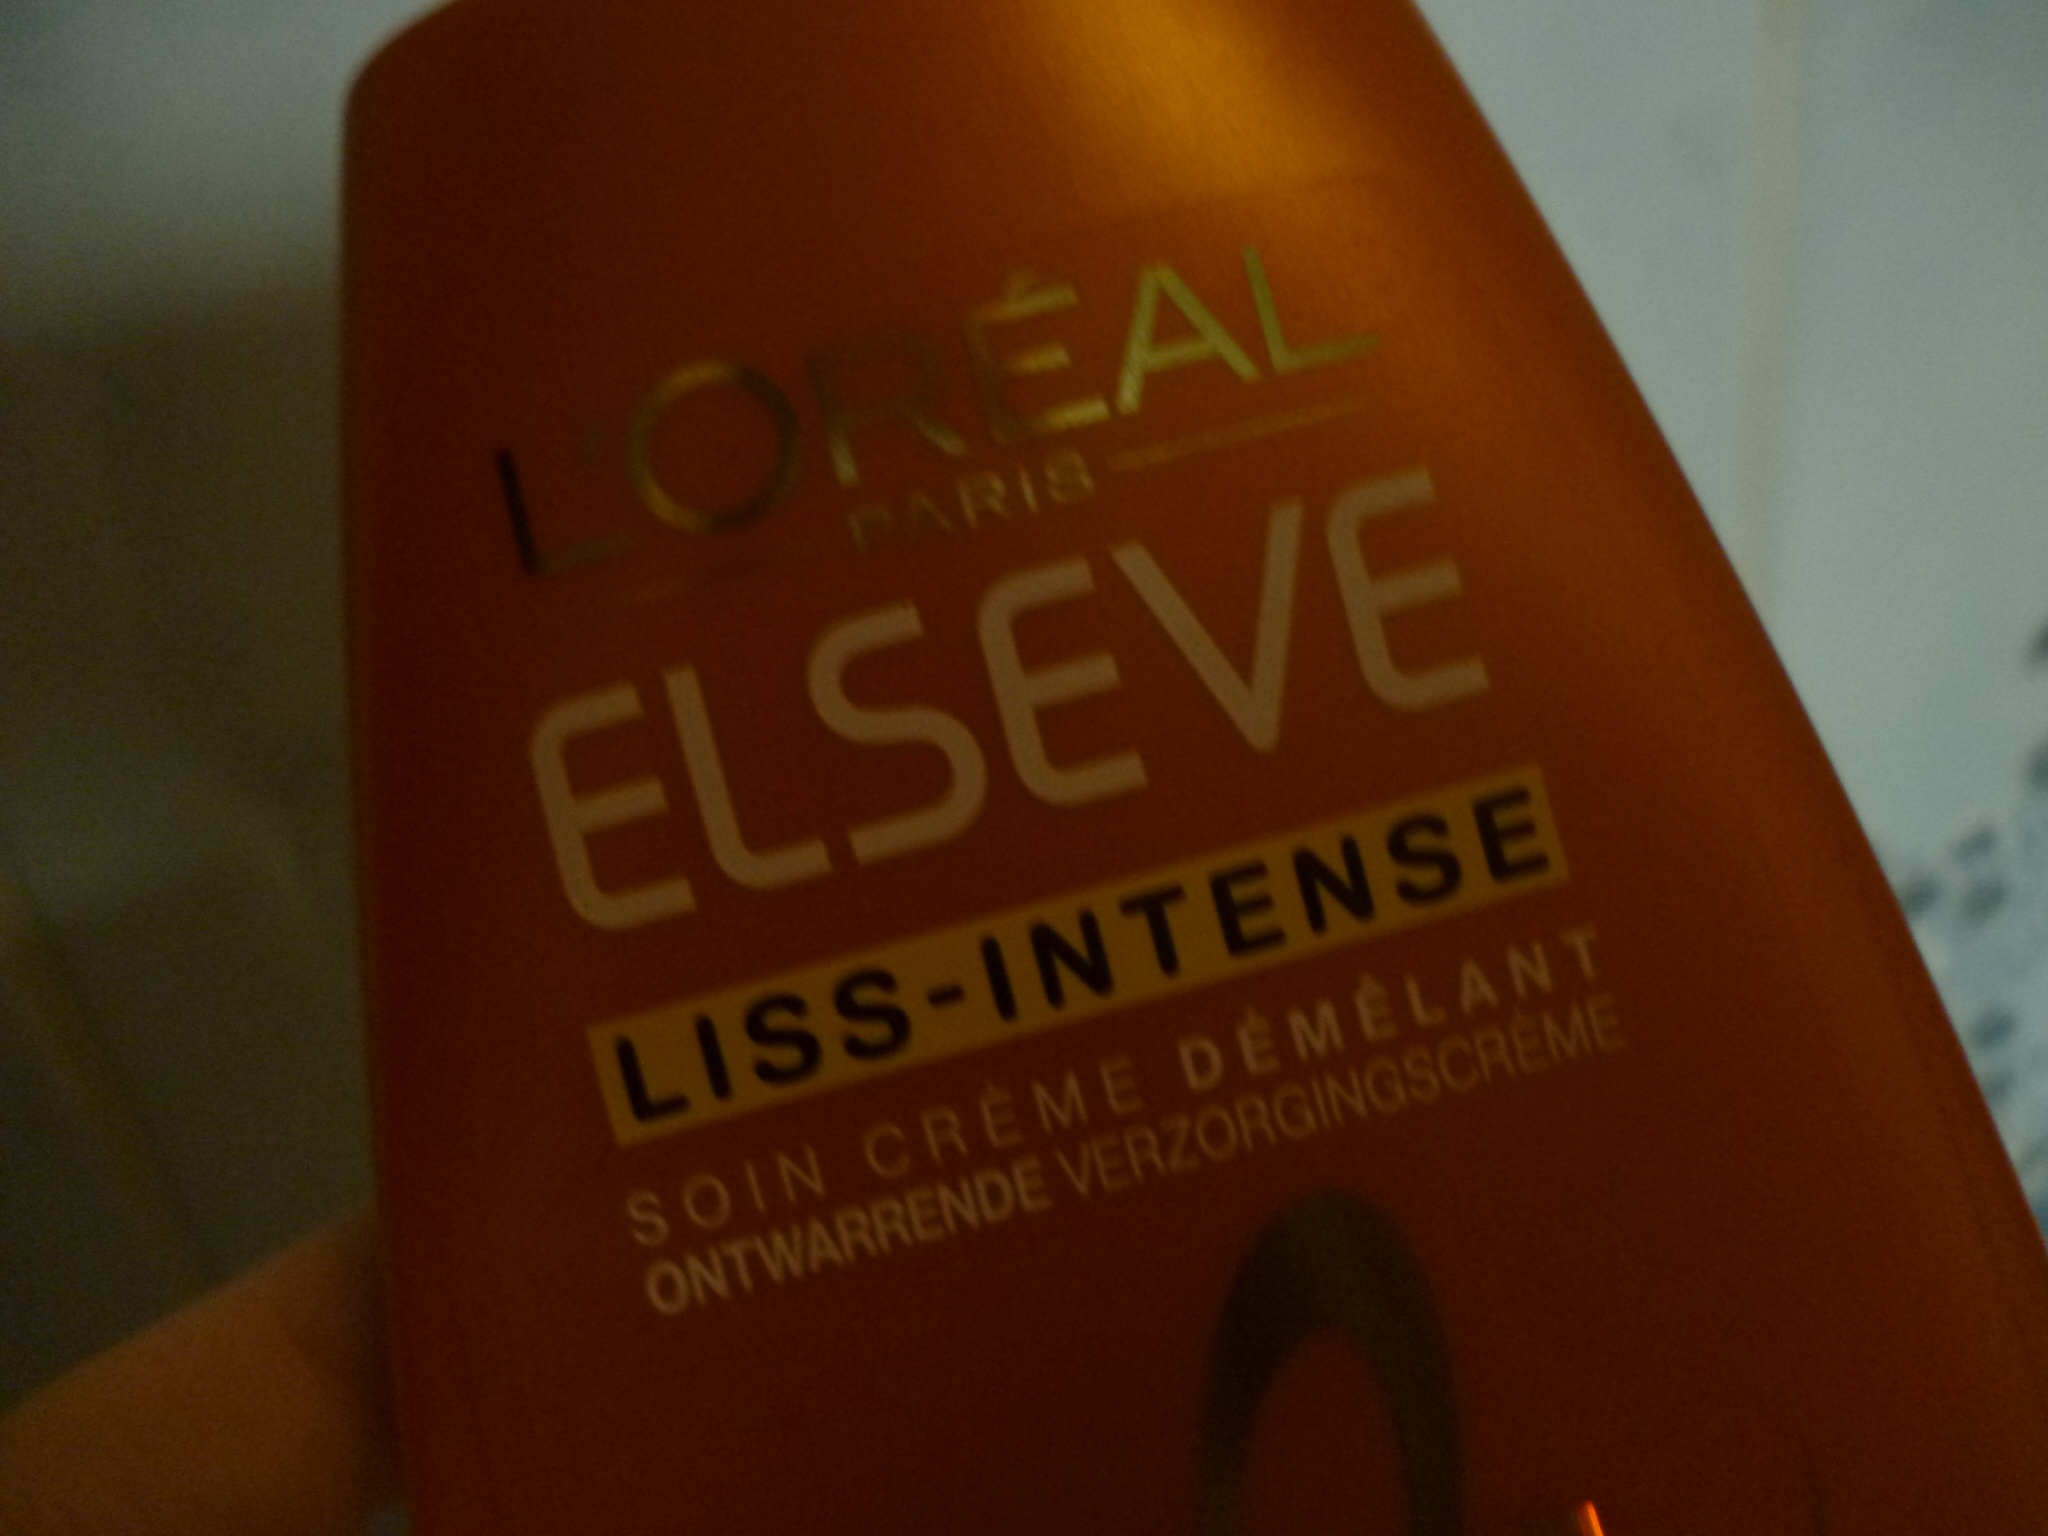 L'ORÉAL
PARIS
ELSEVE
LISS-INTENSE
SOIN CRÈME DÉMÊLANT
ONTWARRENDE VERZORGINGSCRÈME